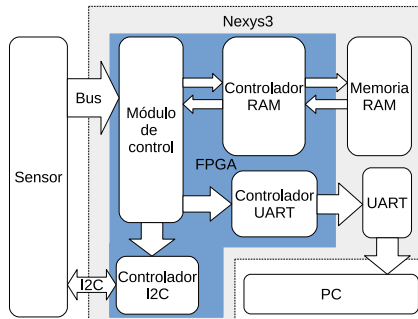 Nexys3
Bus
Módulo
de
control
Controlador
RAM
Memoria
RAM
Sensor
FPGA
Controlador
UART
UART
I2C
Controlador
I2C
PC